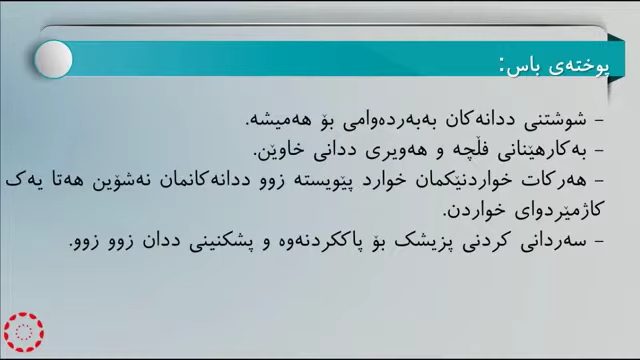 پوختەی باس:
- شوشتنی ددانەکان بەبەردەوامی بۆ هەمیشە.
- بەکارهێنانی فڵچە و هەویری ددانی خاوێن.
- هەرکات خواردنێکمان خوارد پێویستە زوو ددانەکانمان نەشۆین هەتا یەک
کاژمێردوای خواردن.
- سەردانی کردنی پزیشک بۆ پاککردنەوە و پشکنینی ددان زوو زوو.